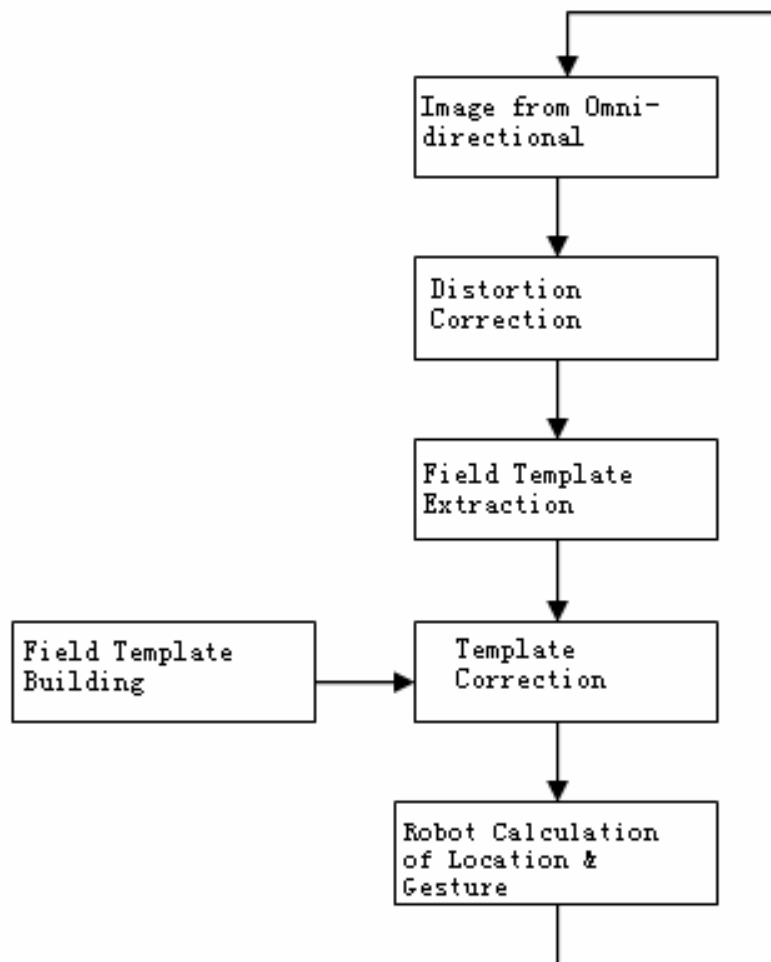 Image from Omni-
directional
Distortion
Correction
Field Template
Extraction
Field Template
Building
Template
Correction
Robot Calculation
of Location &
Gesture